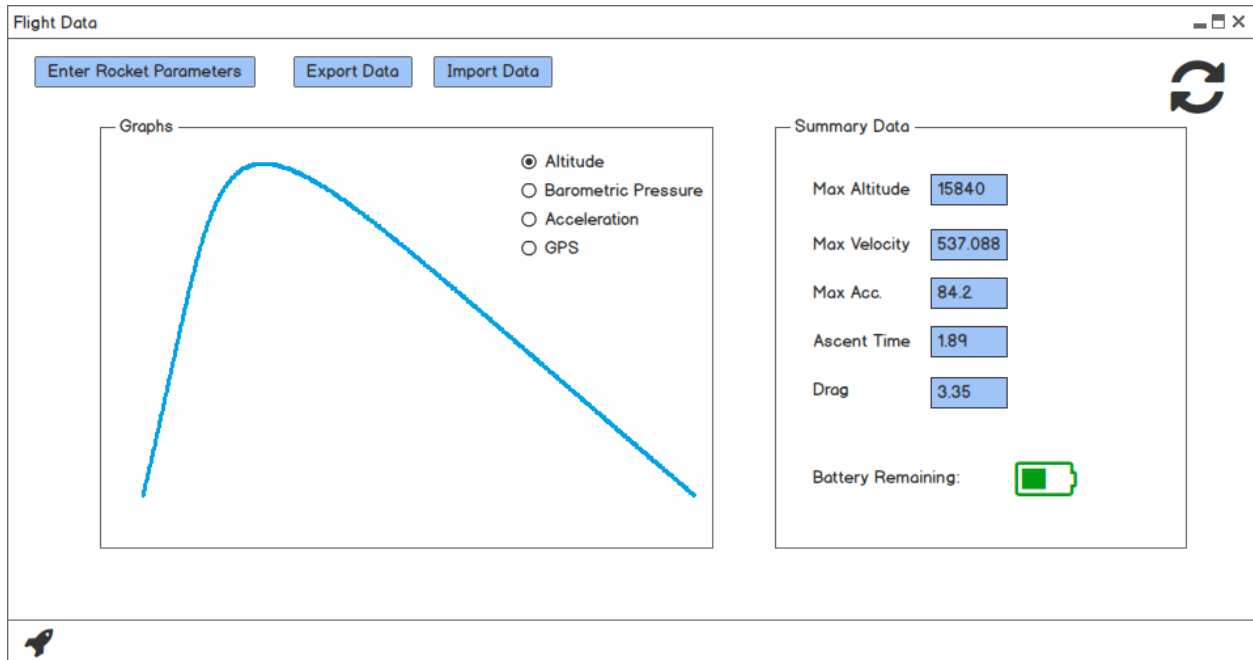 Flight Data
Enter Rocket Parameters
Export Data
Import Data
Graphs
Altitude
Barometric Pressure
Acceleration
GPS
Summary Data
Max Altitude 15840
Max Velocity 537.088
Max Acc. 84.2
Ascent Time 1.89
Drag 3.35
Battery Remaining: